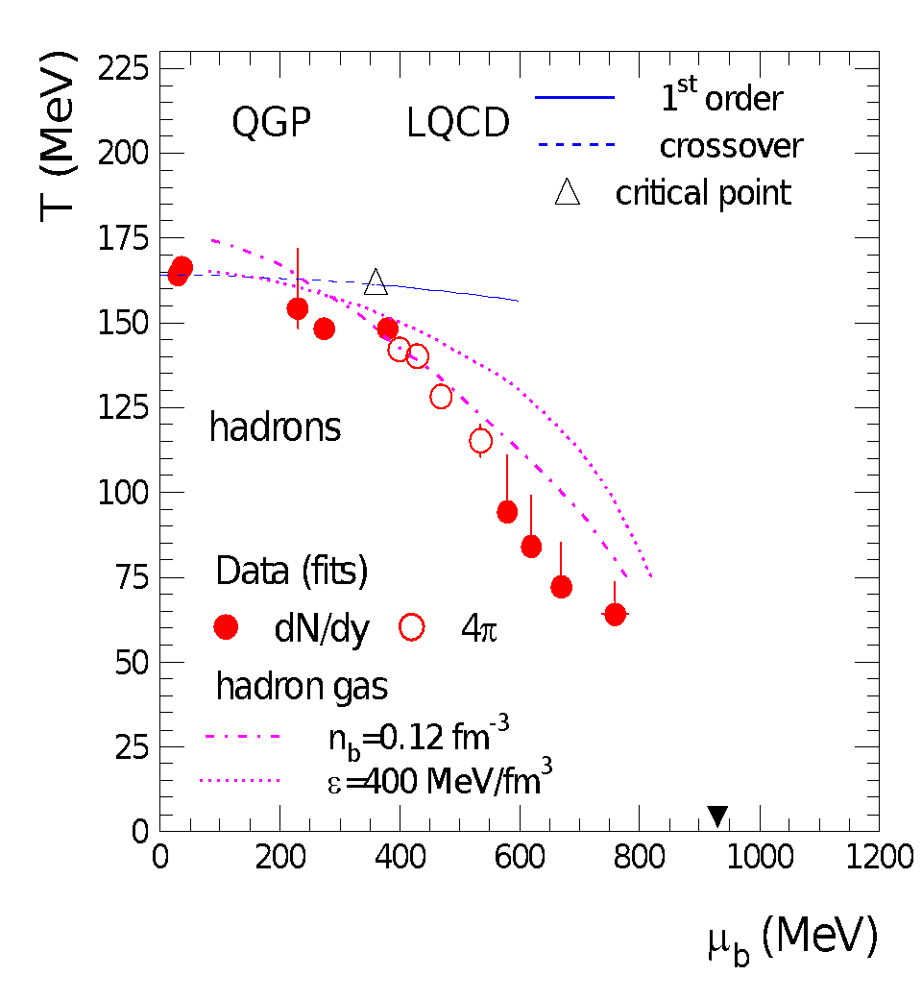 T (MeV)
225
200
175
150
125
100
75
50
25
0
QGP
LQCD
1st order
crossover
critical point
hadrons
Data (fits)
dN/dy
4π
hadron gas
nb=0.12 fm-3
ε=400 MeV/fm3
0
200
400
600
800
1000
1200
μb (MeV)